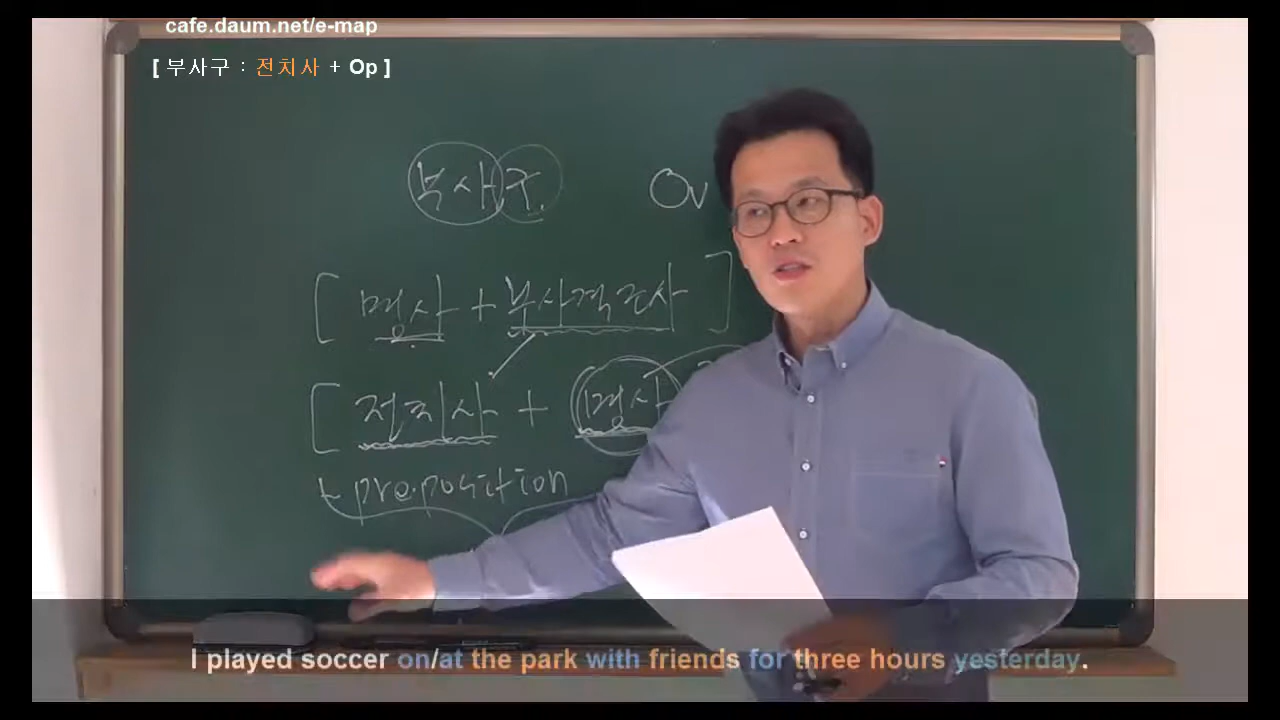 cafe.daum.net/e-map
[ 부사구 : 전치사 + Op ]
부사구. Ov
[ 명사 + 부사격조사 ]
[ 전치사 + 명사
preposition
I played soccer on/at the park with friends for three hours yesterday.